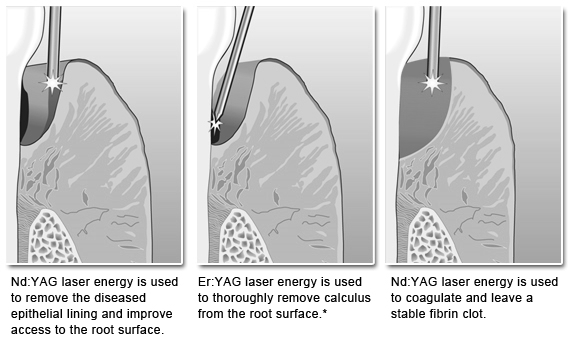 Nd:YAG laser energy is used
to remove the diseased
epithelial lining and improve
access to the root surface.
Er:YAG laser energy is used
to thoroughly remove calculus
from the root surface.*
Nd:YAG laser energy is used
to coagulate and leave a
stable fibrin clot.